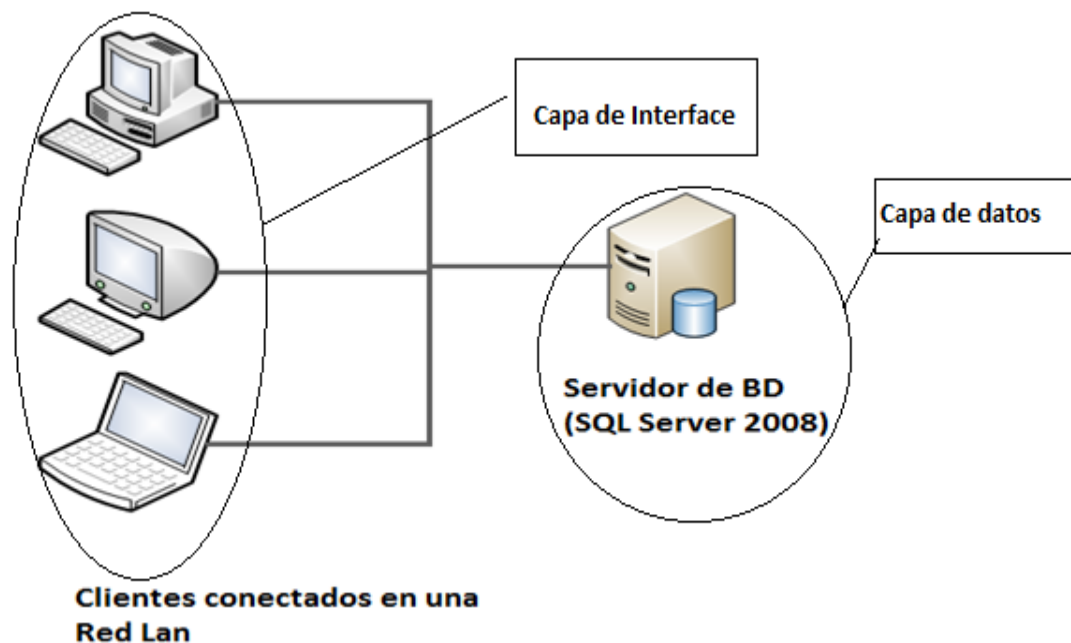 Capa de Interface
Capa de datos
Servidor de BD
(SQL Server 2008)
Clientes conectados en una
Red Lan